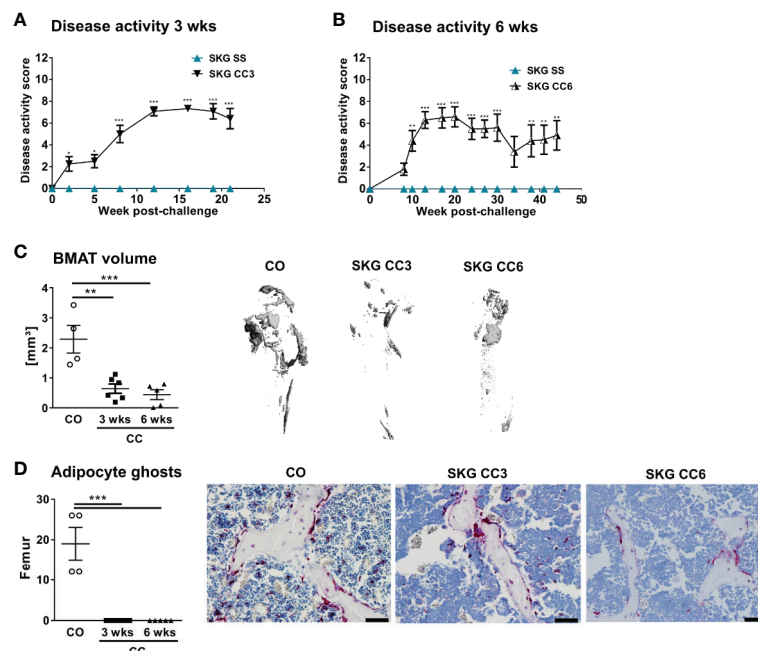 A Disease activity 3 wks
SKG SS
SKG CC3
Disease activity score
12
10
8
6
4
2
0
* * *** *** *** *** ***
0 5 10 15 20 25
Week post-challenge
B Disease activity 6 wks
SKG SS
SKG CC6
Disease activity score
12
10
8
6
4
2
0
** *** *** *** *** *** *** ** ** **
0 10 20 30 40 50
Week post-challenge
C BMAT volume
***
**
[mm³]
4
3
2
1
0
CO 3 wks 6 wks
CC
CO SKG CC3 SKG CC6
D Adipocyte ghosts
***
Femur
30
20
10
0
CO 3 wks 6 wks
CC
CO SKG CC3 SKG CC6